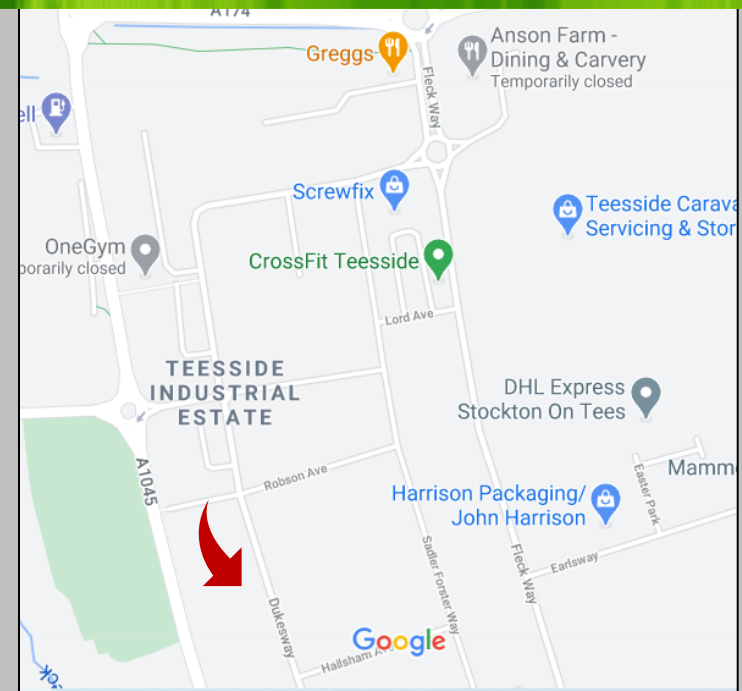 A174
Greggs
Anson Farm -
Dining & Carvery
Temporarily closed
Fleck Way
ell
Screwfix
Teesside Carava
Servicing & Stor
OneGym
porarily closed
CrossFit Teesside
Lord Ave
TEESSIDE
INDUSTRIAL
ESTATE
DHL Express
Stockton On Tees
A1045
Robson Ave
Mamm
Harrison Packaging/
John Harrison
Easter Park
Sadler Forster Way
Fleck Way
Earlsway
Dukesway
Google
Hallsham A